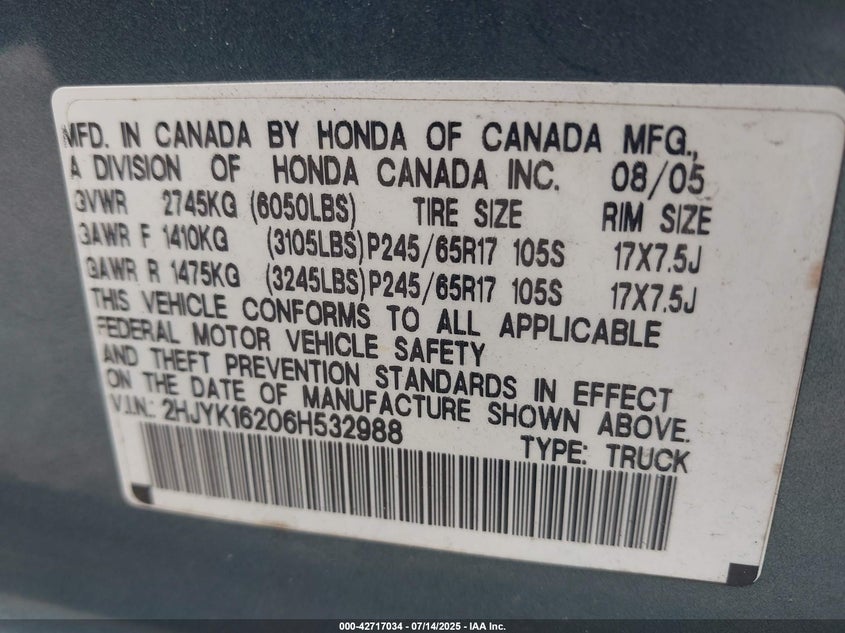 MFD. IN CANADA BY HONDA OF CANADA MFG.,
A DIVISION OF HONDA CANADA INC. 08/05
GVWR 2745KG (6050LBS) TIRE SIZE RIM SIZE
GAWR F 1410KG (3105LBS) P245/65R17 105S 17X7.5J
GAWR R 1475KG (3245LBS) P245/65R17 105S 17X7.5J
THIS VEHICLE CONFORMS TO ALL APPLICABLE
FEDERAL MOTOR VEHICLE SAFETY
AND THEFT PREVENTION STANDARDS IN EFFECT
ON THE DATE OF MANUFACTURE SHOWN ABOVE.
V.I.N.: 2HJYK16206H532988
TYPE: TRUCK
000-42717034 - 07/14/2025 - IAA Inc.